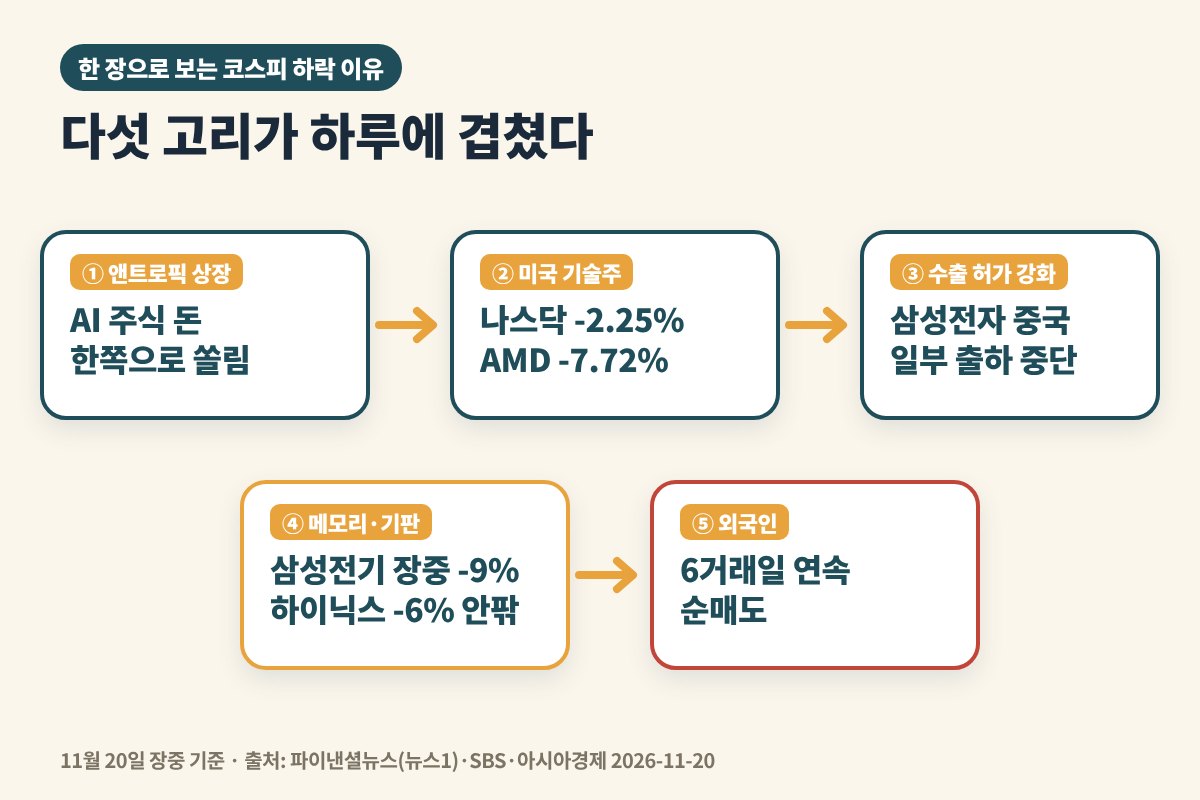 한 장으로 보는 코스피 하락 이유
다섯 고리가 하루에 겹쳤다
① 앤트로픽 상장
AI 주식 돈
한쪽으로 쏠림
② 미국 기술주
나스닥 -2.25%
AMD -7.72%
③ 수출 허가 강화
삼성전자 중국
일부 출하 중단
④ 메모리·기판
삼성전기 장중 -9%
하이닉스 -6% 안팎
⑤ 외국인
6거래일 연속
순매도
11월 20일 장중 기준 · 출처: 파이낸셜뉴스(뉴스1)·SBS·아시아경제 2026-11-20